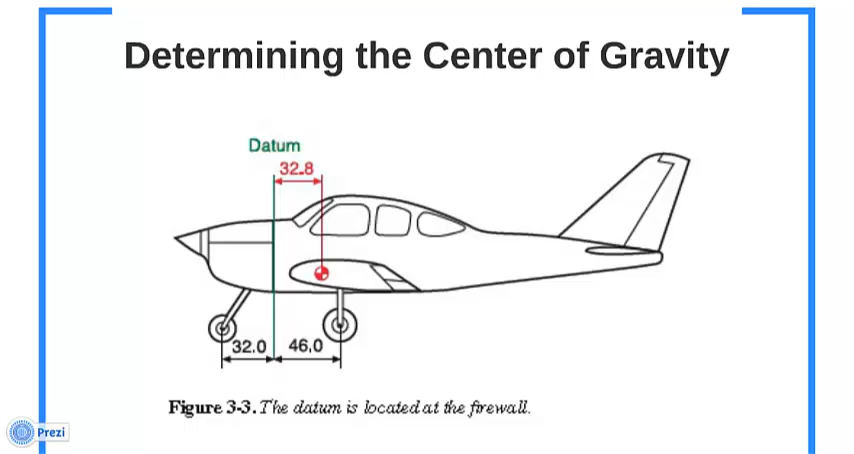 Determining the Center of Gravity
Datum
32.8
32.0 46.0
Figure 3-3. The datum is located at the firewall.
Prezi